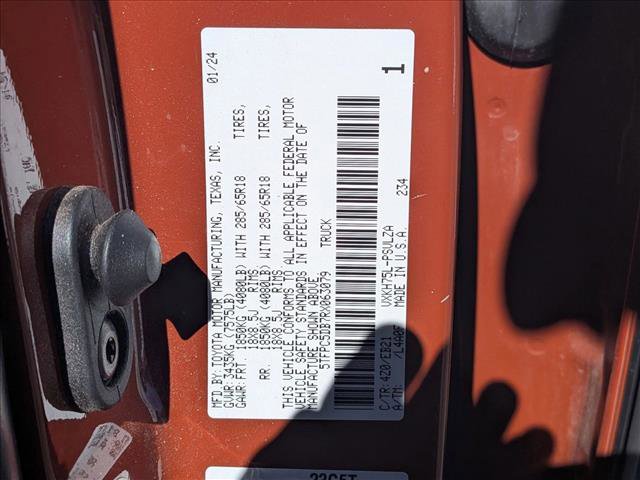 01/24
MFD.BY:TOYOTA MOTOR MANUFACTURING, TEXAS, INC.
GVWR:3435KG (7575LB)
GAWR:FRT. 1850KG (4080LB) WITH 285/65R18 TIRES,
18X8.5J RIMS
RR. 1850KG (4080LB) WITH 285/65R18 TIRES,
18X8.5J RIMS
THIS VEHICLE CONFORMS TO ALL APPLICABLE FEDERAL MOTOR
VEHICLE SAFETY STANDARDS IN EFFECT ON THE DATE OF
MANUFACTURE SHOWN ABOVE.
5TFPC5DB7RX063079 TRUCK
1
VXKH75L-PSVLZA
C/TR:4Z0/EB21 MADE IN U.S.A.
A/TM: /L4A0F 234